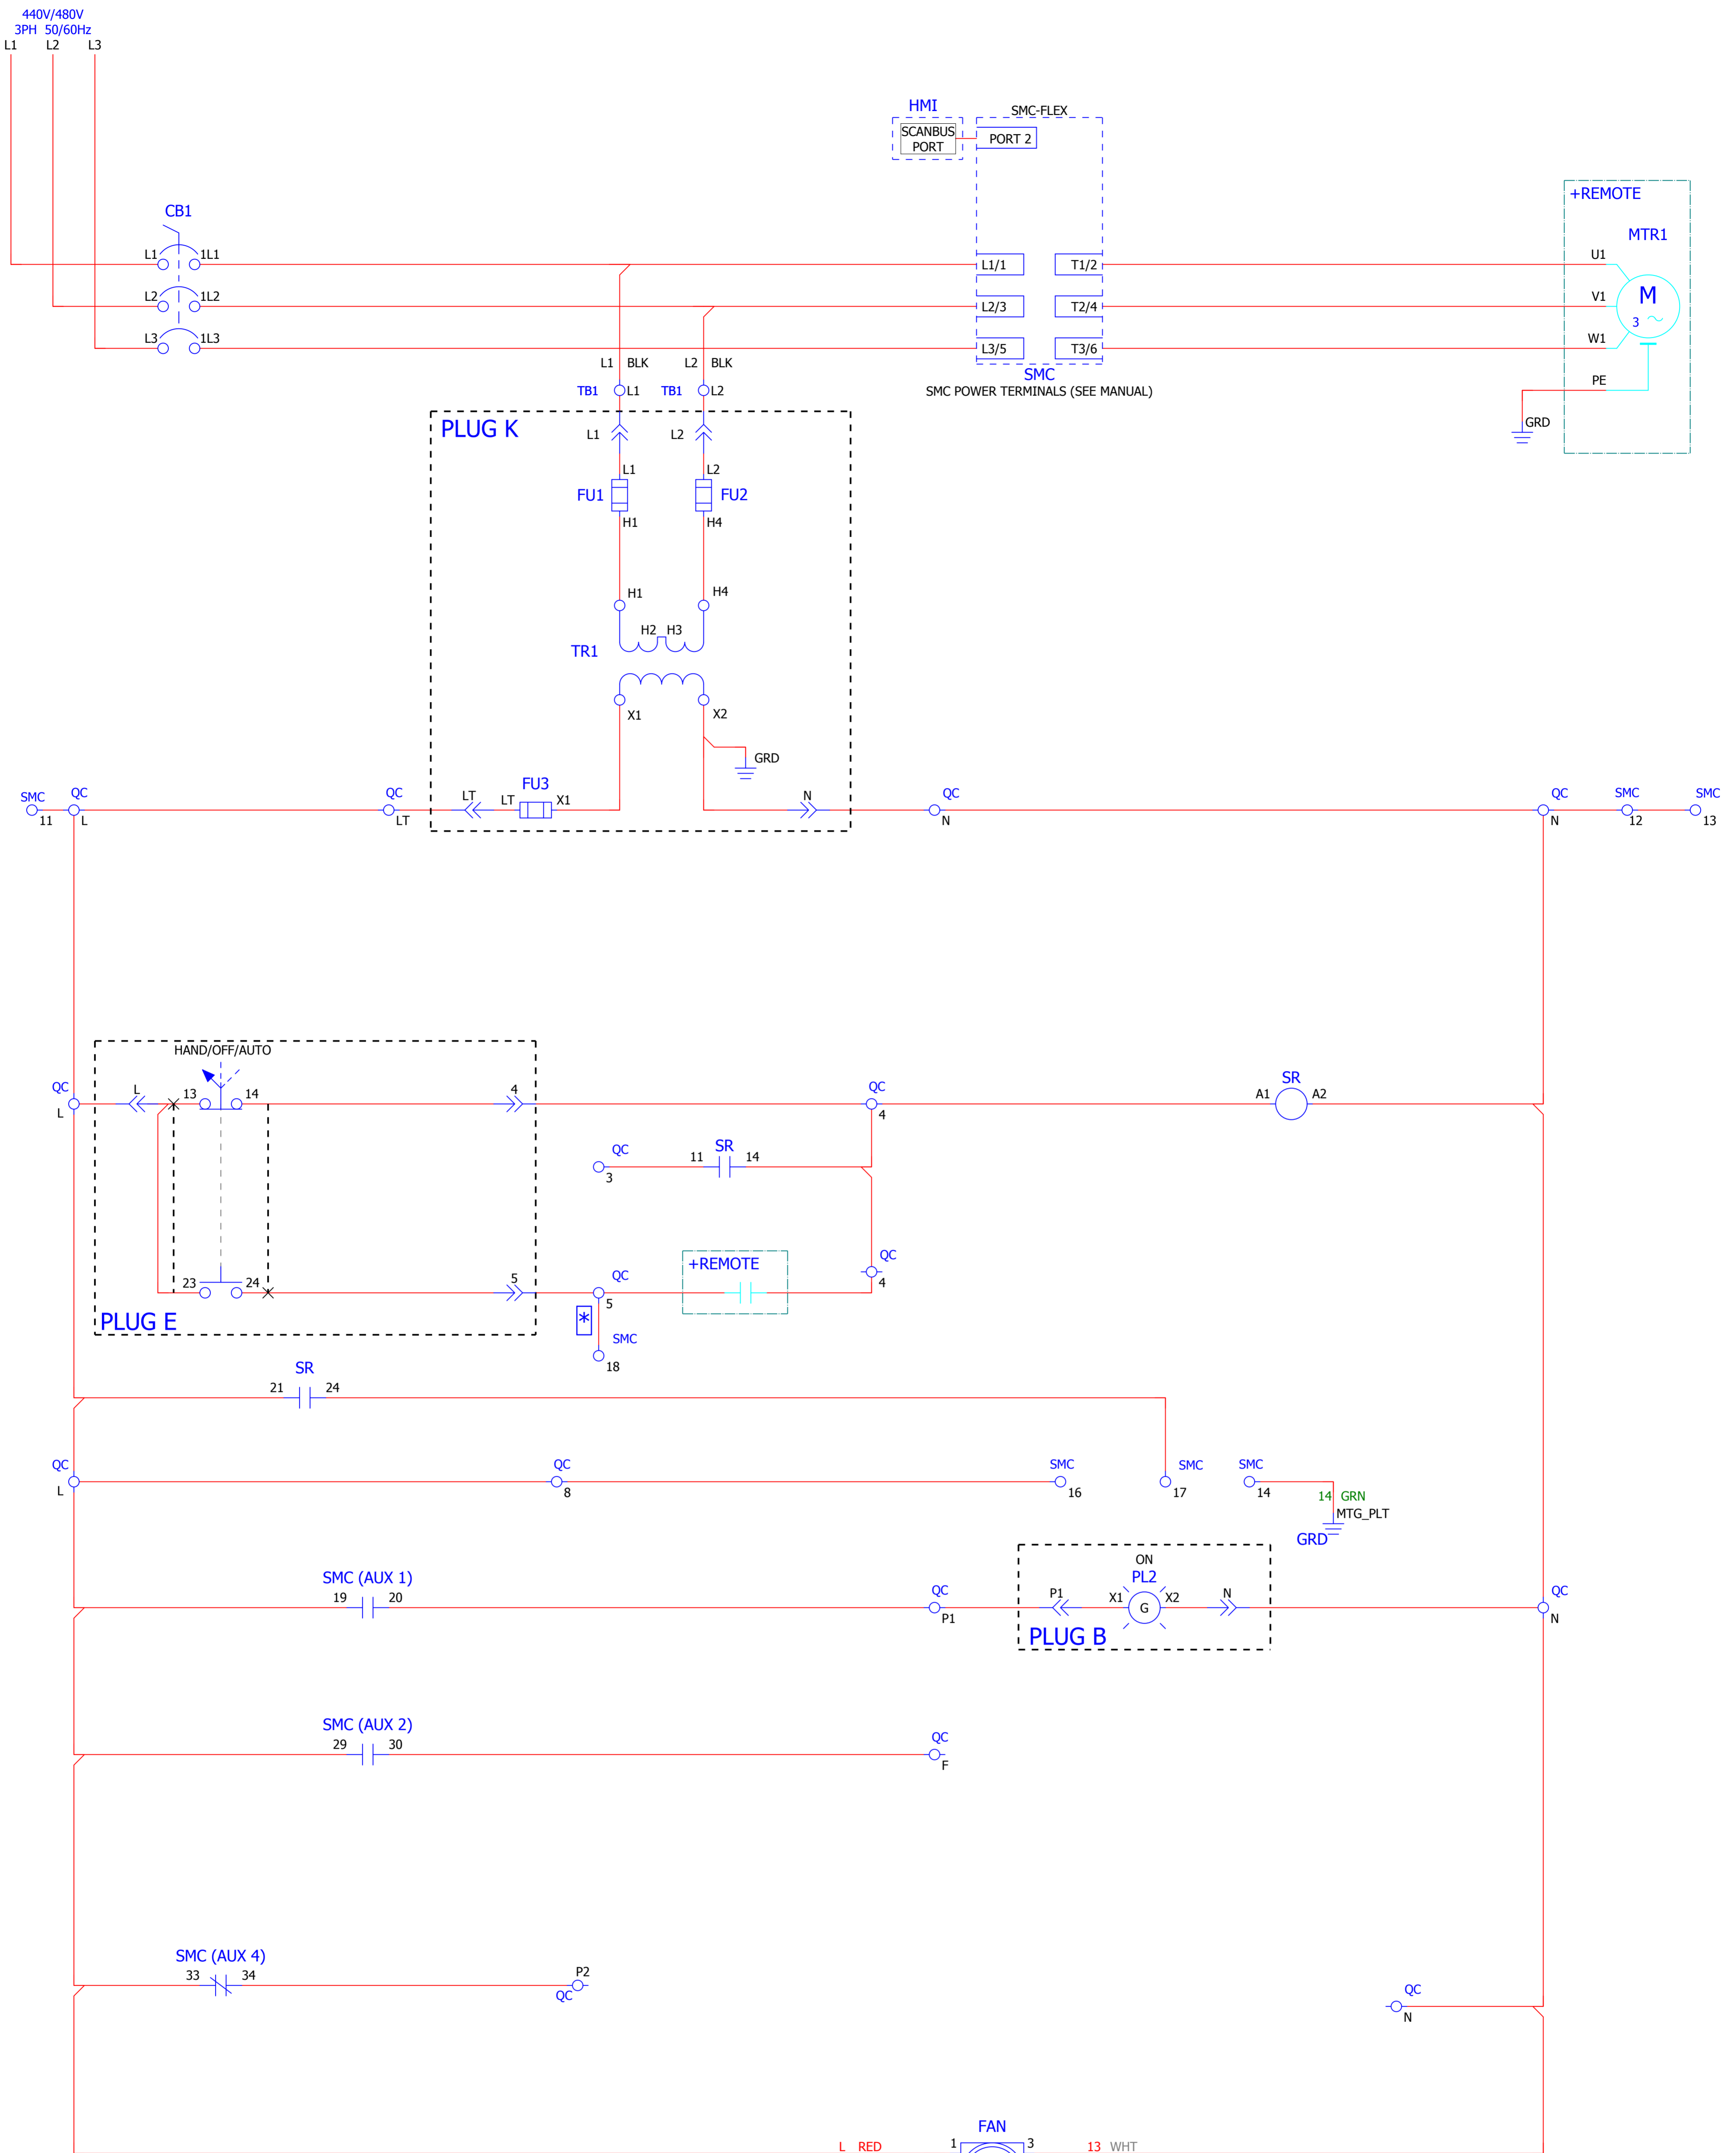 440V/480V
3PH 50/60Hz
L1 L2 L3
HMI
SMC-FLEX
SCANBUS
PORT
PORT 2
+REMOTE
MTR1
CB1
L1 1L1
L1/1 T1/2
U1
L2 1L2
L2/3 T2/4
V1
M
3
L3 1L3
L3/5 T3/6
W1
L1 BLK L2 BLK
SMC
SMC POWER TERMINALS (SEE MANUAL)
PE
GRD
TB1 L1 TB1 L2
PLUG K
L1 L2
L1 L2
FU1 FU2
H1 H4
H1 H4
H2 H3
TR1
X1 X2
GRD
SMC QC QC LT LT FU3 X1 N QC QC SMC SMC
11 L LT N N 12 13
HAND/OFF/AUTO
QC L 13 14 4 QC A1 SR A2
L 4
QC 11 SR 14
3
23 24 5 QC +REMOTE QC
5 4
PLUG E
*
SMC
18
SR
21 24
QC QC SMC SMC SMC
L 8 16 17 14
14 GRN
MTG_PLT
GRD
ON
PL2
SMC (AUX 1)
19 20 QC P1 X1 G X2 N QC
P1 N
PLUG B
SMC (AUX 2)
29 30 QC
F
SMC (AUX 4)
33 34 P2
QC
QC
N
FAN
L RED 1 3 13 WHT